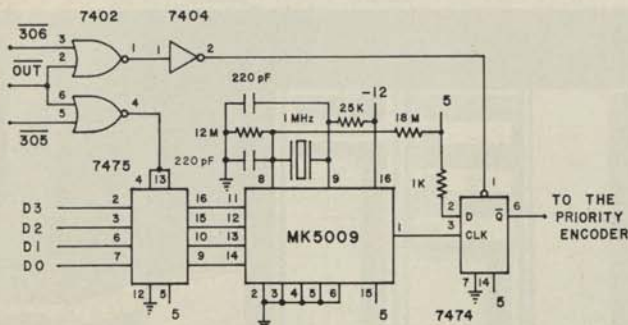 7402
7404
306
3
2
1
1
2
OUT
6
5
4
305
220 pF
-12
25K
1 MHz
18 M
5
12 M
220 pF
1K
7475
4
13
8
9
16
1
D3
2
16
11
D2
3
15
12
D1
6
10
13
D0
7
9
14
MK5009
1
2
D
Q
6
3
CLK
TO THE
PRIORITY
ENCODER
12
5
2
3
4
5
6
15
7
14
5
5
5
7474